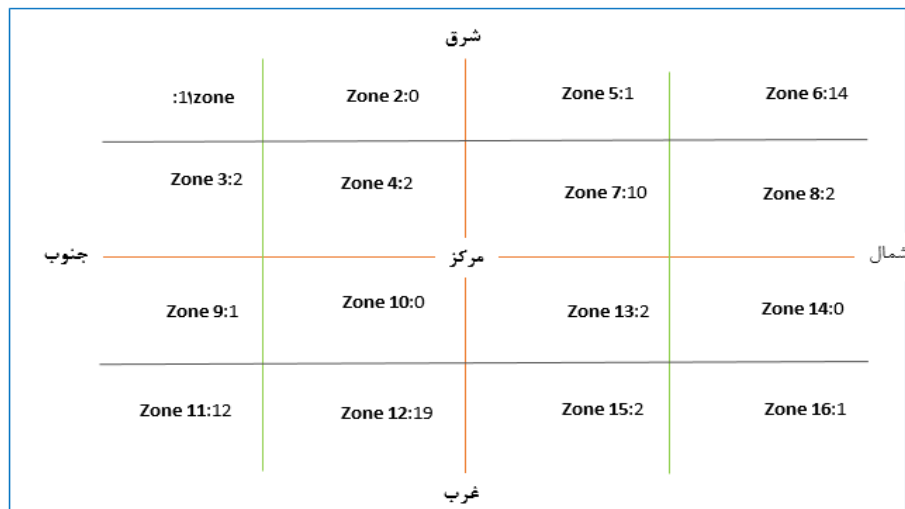 شرق
:1\zone
Zone 2:0
Zone 5:1
Zone 6:14
Zone 3:2
Zone 4:2
Zone 7:10
Zone 8:2
جنوب
مرکز
شمال
Zone 9:1
Zone 10:0
Zone 13:2
Zone 14:0
Zone 11:12
Zone 12:19
Zone 15:2
Zone 16:1
غرب